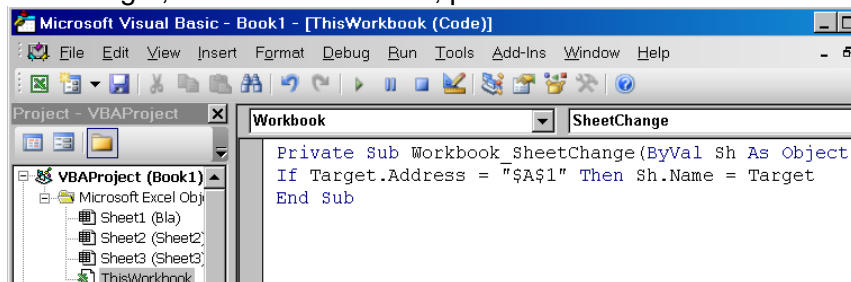 Microsoft Visual Basic - Book1 - [ThisWorkbook (Code)]
File Edit View Insert Format Debug Run Tools Add-Ins Window Help
Project - VBAProject
Workbook
SheetChange
Private Sub Workbook_SheetChange(ByVal Sh As Object
If Target.Address = "$A$1" Then Sh.Name = Target
End Sub
VBAProject (Book1)
Microsoft Excel Obj
Sheet1 (Bla)
Sheet2 (Sheet2)
Sheet3 (Sheet3)
ThisWorkbook